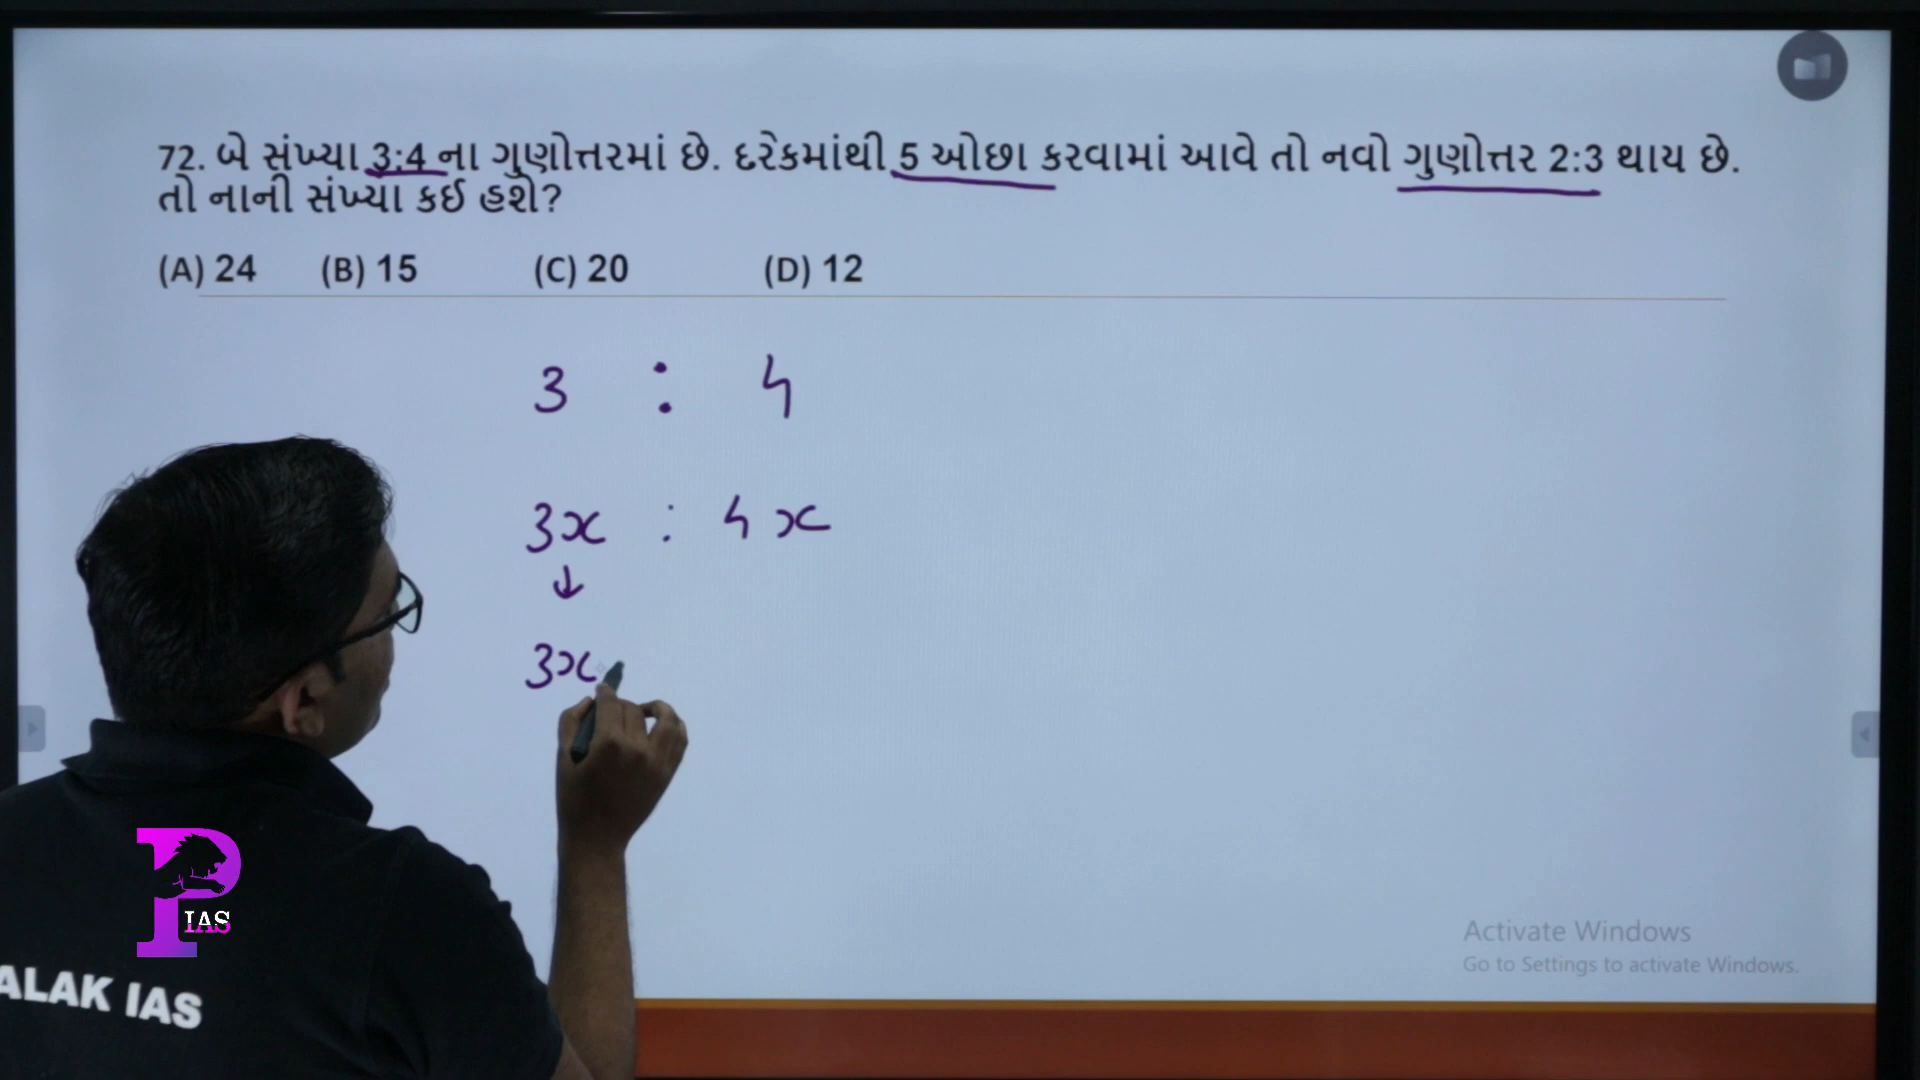 72. બે સંખ્યા 3:4 ના ગુણોત્તરમાં છે. દરેકમાંથી 5 ઓછા કરવામાં આવે તો નવો ગુણોત્તર 2:3 થાય છે.
તો નાની સંખ્યા કઈ હશે?
(A) 24 (B) 15 (C) 20 (D) 12
3 : 4
3x : 4x
↓
3x
P IAS
ALAK IAS
Activate Windows
Go to Settings to activate Windows.